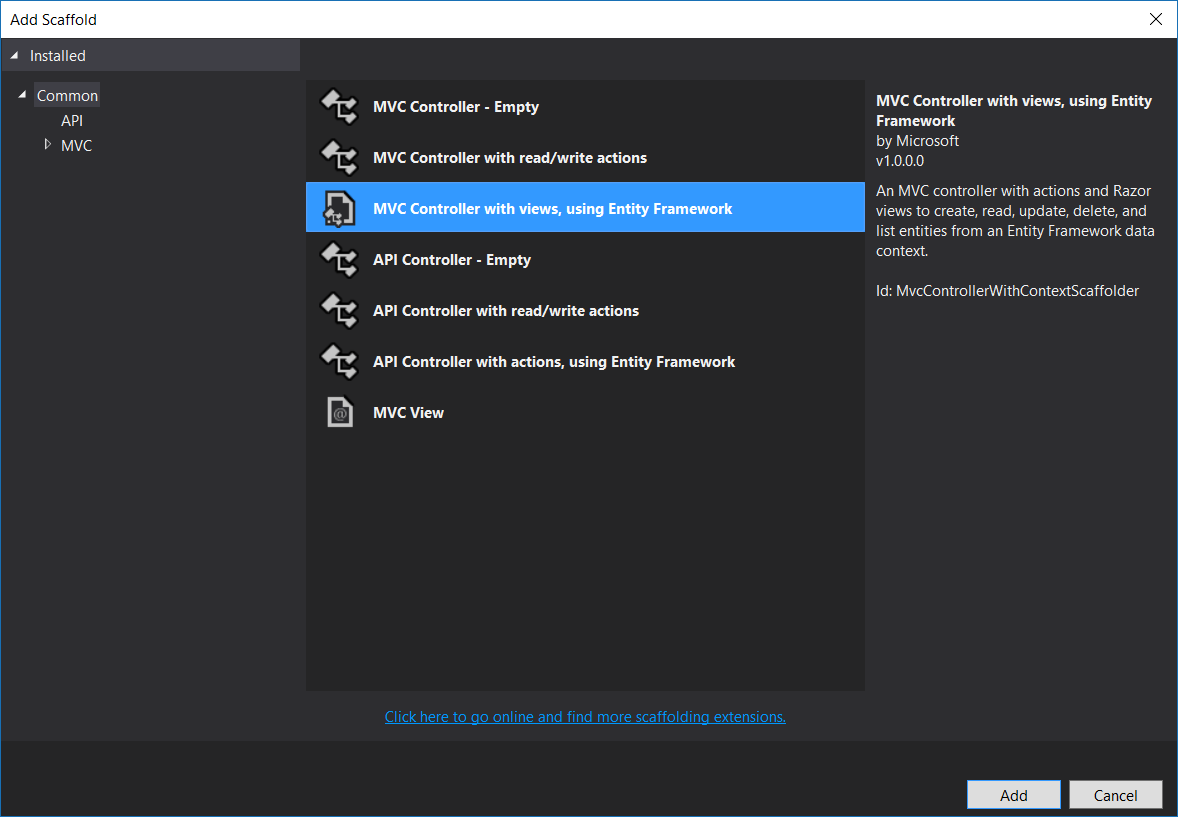 Add Scaffold
Installed
Common
API
MVC
MVC Controller - Empty
MVC Controller with read/write actions
MVC Controller with views, using Entity Framework
API Controller - Empty
API Controller with read/write actions
API Controller with actions, using Entity Framework
MVC View
Click here to go online and find more scaffolding extensions.
MVC Controller with views, using Entity
Framework
by Microsoft
v1.0.0.0
An MVC controller with actions and Razor
views to create, read, update, delete, and
list entities from an Entity Framework data
context.
Id: MvcControllerWithContextScaffolder
Add
Cancel